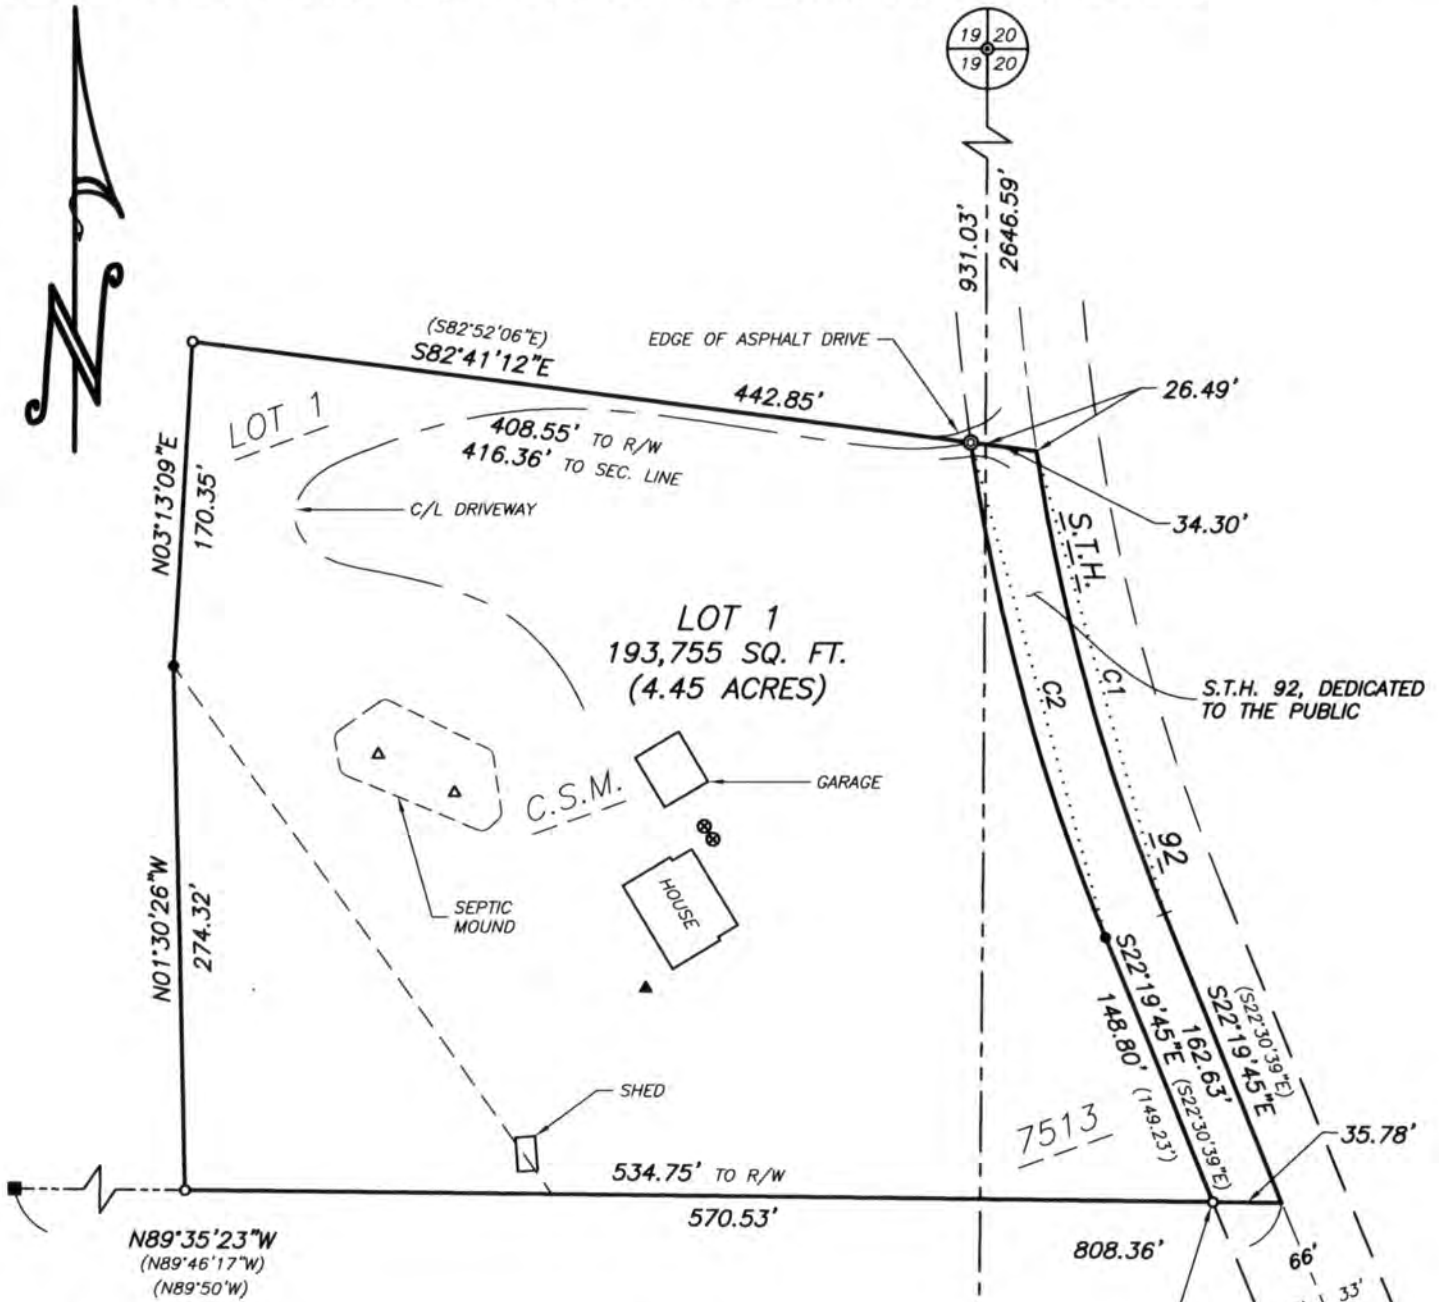 19 20
19 20
931.03'
2646.59'
N
(S82°52'06"E)
S82°41'12"E
442.85'
EDGE OF ASPHALT DRIVE
26.49'
LOT 1
408.55' TO R/W
416.36' TO SEC. LINE
C/L DRIVEWAY
34.30'
N03°13'09"E
170.35'
S.T.H.
LOT 1
193,755 SQ. FT.
(4.45 ACRES)
C2
C1
S.T.H. 92, DEDICATED
TO THE PUBLIC
GARAGE
C.S.M.
92
HOUSE
SEPTIC
MOUND
N01°30'26"W
274.32'
S22°19'45"E (S22°30'39"E)
148.80' (149.23')
(S22°30'39"E)
S22°19'45"E
162.63'
SHED
7513
35.78'
534.75' TO R/W
570.53'
N89°35'23"W
(N89°46'17"W)
(N89°50'W)
808.36'
66'
33'